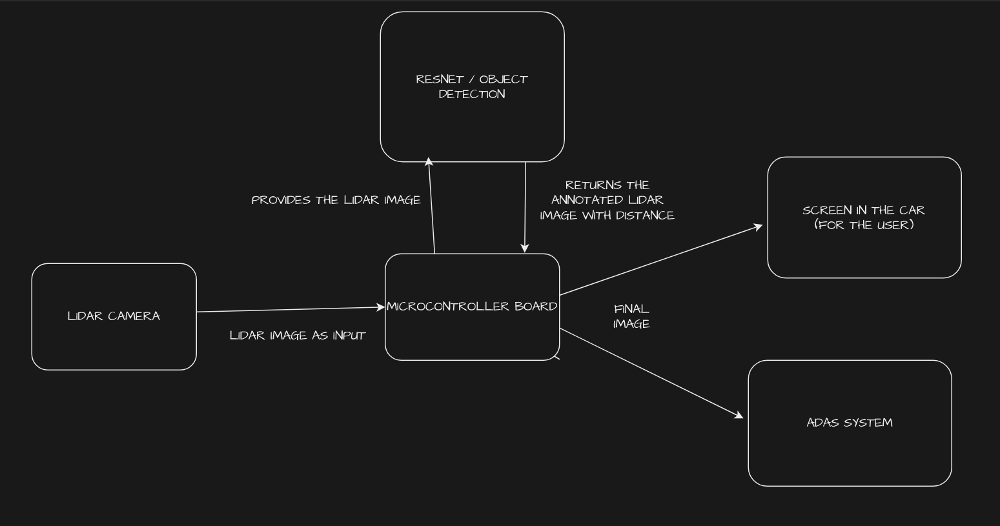 RESNET / OBJECT
DETECTION
PROVIDES THE LIDAR IMAGE
RETURNS THE
ANNOTATED LIDAR
IMAGE WITH DISTANCE
SCREEN IN THE CAR
(FOR THE USER)
LIDAR CAMERA
LIDAR IMAGE AS INPUT
MICROCONTROLLER BOARD
FINAL
IMAGE
ADAS SYSTEM